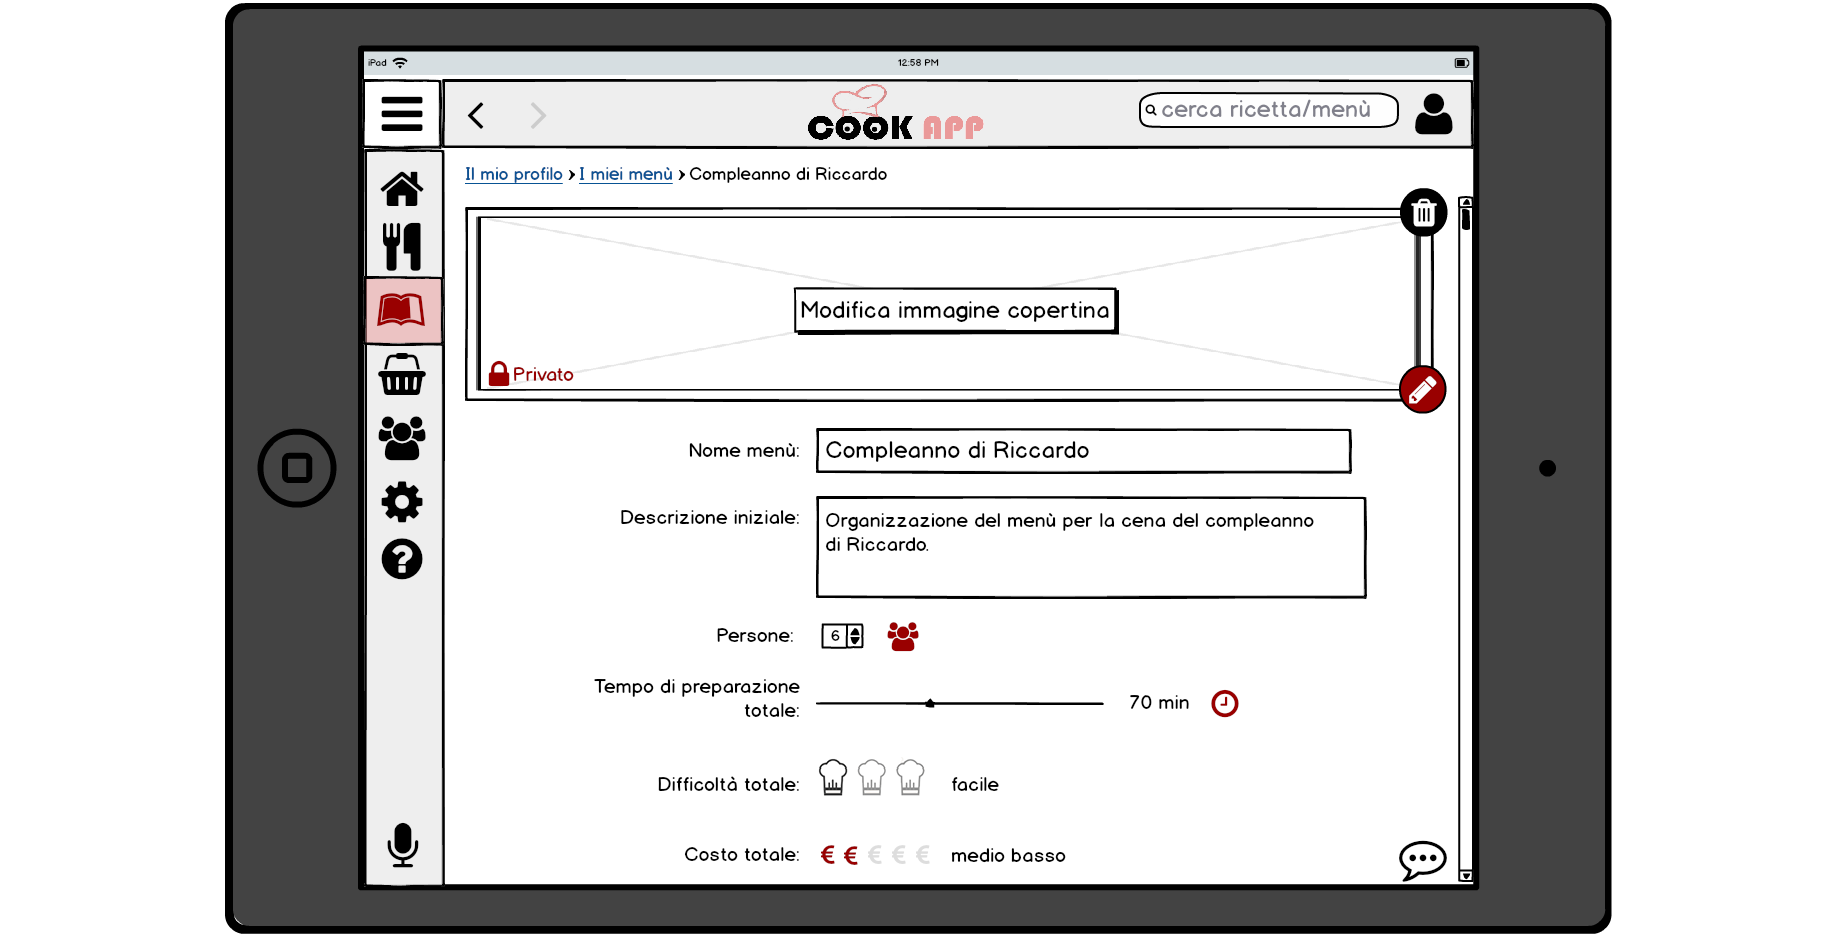 iPad
12:58 PM
COOK APP
cerca ricetta/menù
Il mio profilo > I miei menù > Compleanno di Riccardo
Modifica immagine copertina
Privato
Nome menù: Compleanno di Riccardo
Descrizione iniziale: Organizzazione del menù per la cena del compleanno
di Riccardo.
Persone: 6
Tempo di preparazione
totale: 70 min
Difficoltà totale: facile
Costo totale: € € € € € medio basso